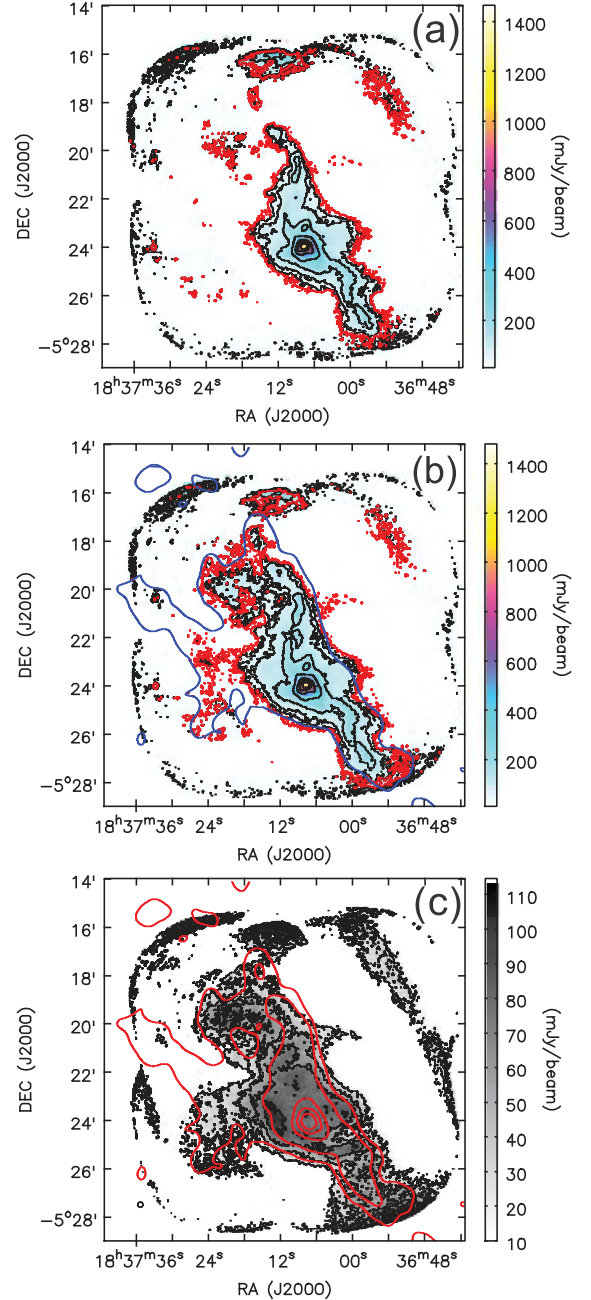 (a)
14'
16'
18'
20'
22'
24'
26'
−5°28'
DEC (J2000)
18ʰ37ᵐ36ˢ
24ˢ
12ˢ
00ˢ
36ᵐ48ˢ
RA (J2000)
1400
1200
1000
800
600
400
200
(mJy/beam)
(b)
14'
16'
18'
20'
22'
24'
26'
−5°28'
DEC (J2000)
18ʰ37ᵐ36ˢ
24ˢ
12ˢ
00ˢ
36ᵐ48ˢ
RA (J2000)
1400
1200
1000
800
600
400
200
(mJy/beam)
(c)
14'
16'
18'
20'
22'
24'
26'
−5°28'
DEC (J2000)
18ʰ37ᵐ36ˢ
24ˢ
12ˢ
00ˢ
36ᵐ48ˢ
RA (J2000)
110
100
90
80
70
60
50
40
30
20
10
(mJy/beam)